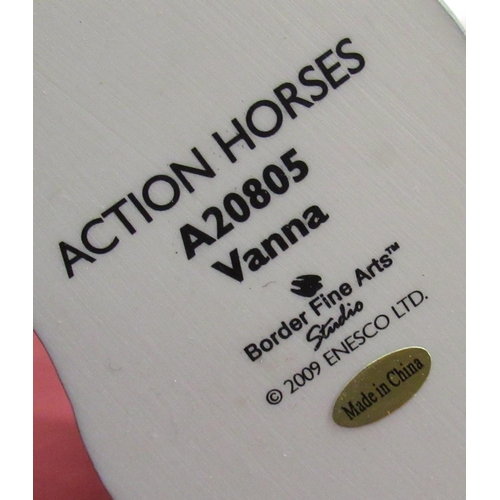 ACTION HORSES
A20805
Vanna
Border Fine Arts™
Studio
© 2009 ENESCO LTD.
Made in China